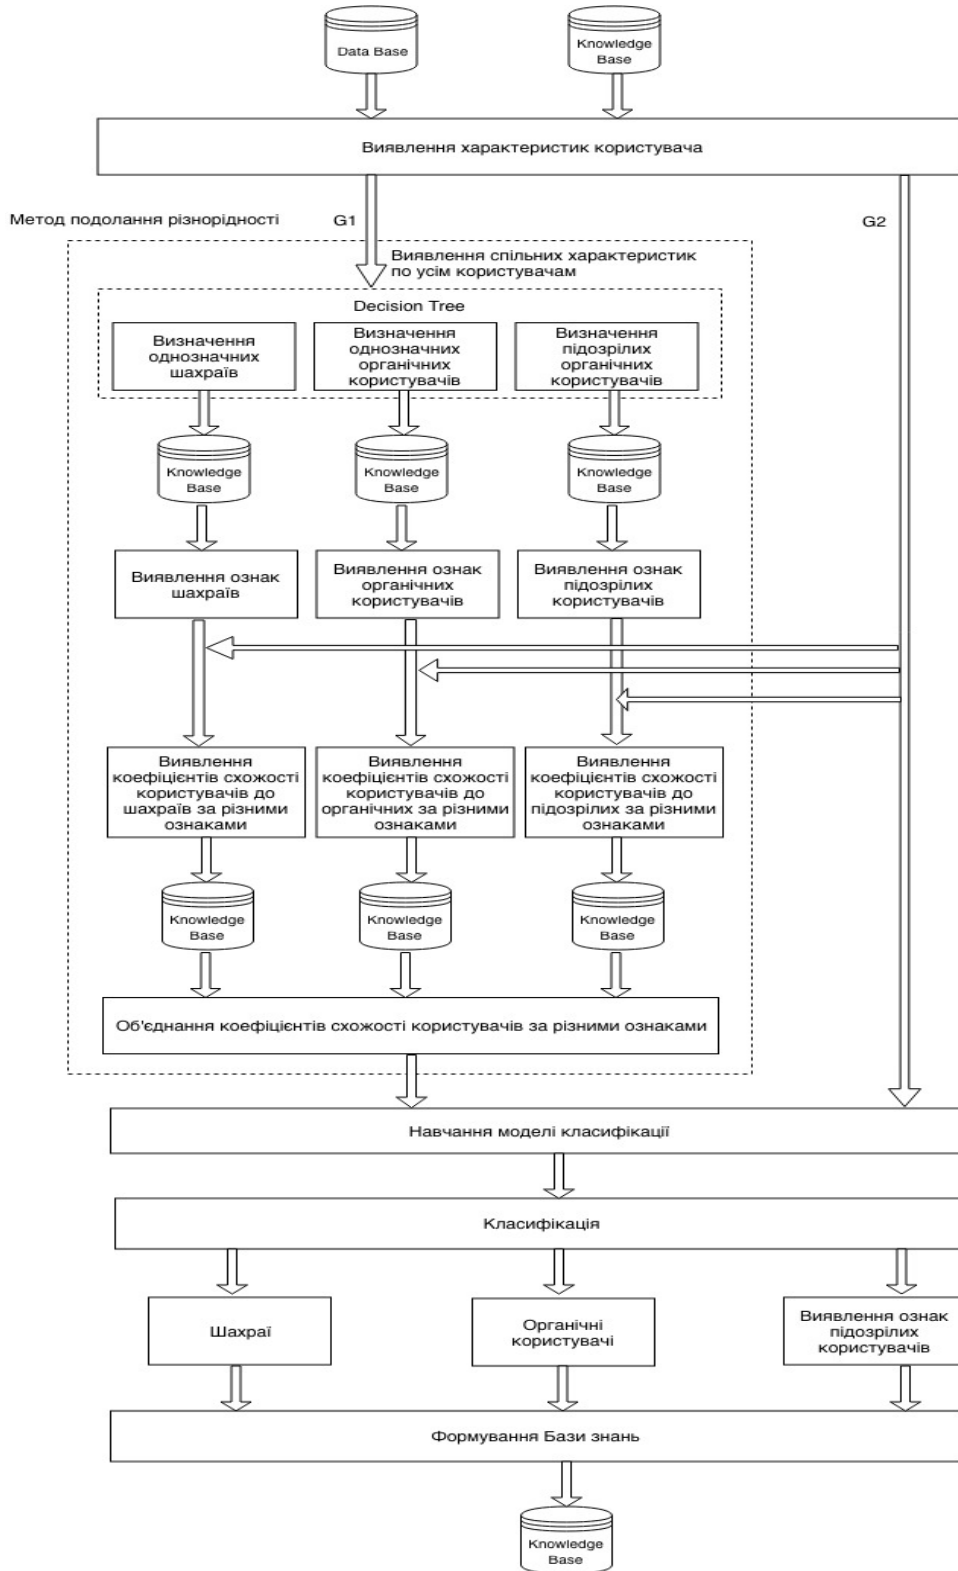 Data Base
Knowledge
Base
Виявлення характеристик користувача
Метод подолання різнорідності
G1
G2
Виявлення спільних характеристик
по усім користувачам
Decision Tree
Визначення
однозначних
шахраїв
Визначення
однозначних
органічних
користувачів
Визначення
підозрілих
органічних
користувачів
Knowledge
Base
Knowledge
Base
Knowledge
Base
Виявлення ознак
шахраїв
Виявлення ознак
органічних
користувачів
Виявлення ознак
підозрілих
користувачів
Виявлення
коефіцієнтів схожості
користувачів до
шахраїв за різними
ознаками
Виявлення
коефіцієнтів схожості
користувачів до
органічних за різними
ознаками
Виявлення
коефіцієнтів схожості
користувачів до
підозрілих за різними
ознаками
Knowledge
Base
Knowledge
Base
Knowledge
Base
Об'єднання коефіцієнтів схожості користувачів за різними ознаками
Навчання моделі класифікації
Класифікація
Шахраї
Органічні
користувачі
Виявлення ознак
підозрілих
користувачів
Формування Бази знань
Knowledge
Base